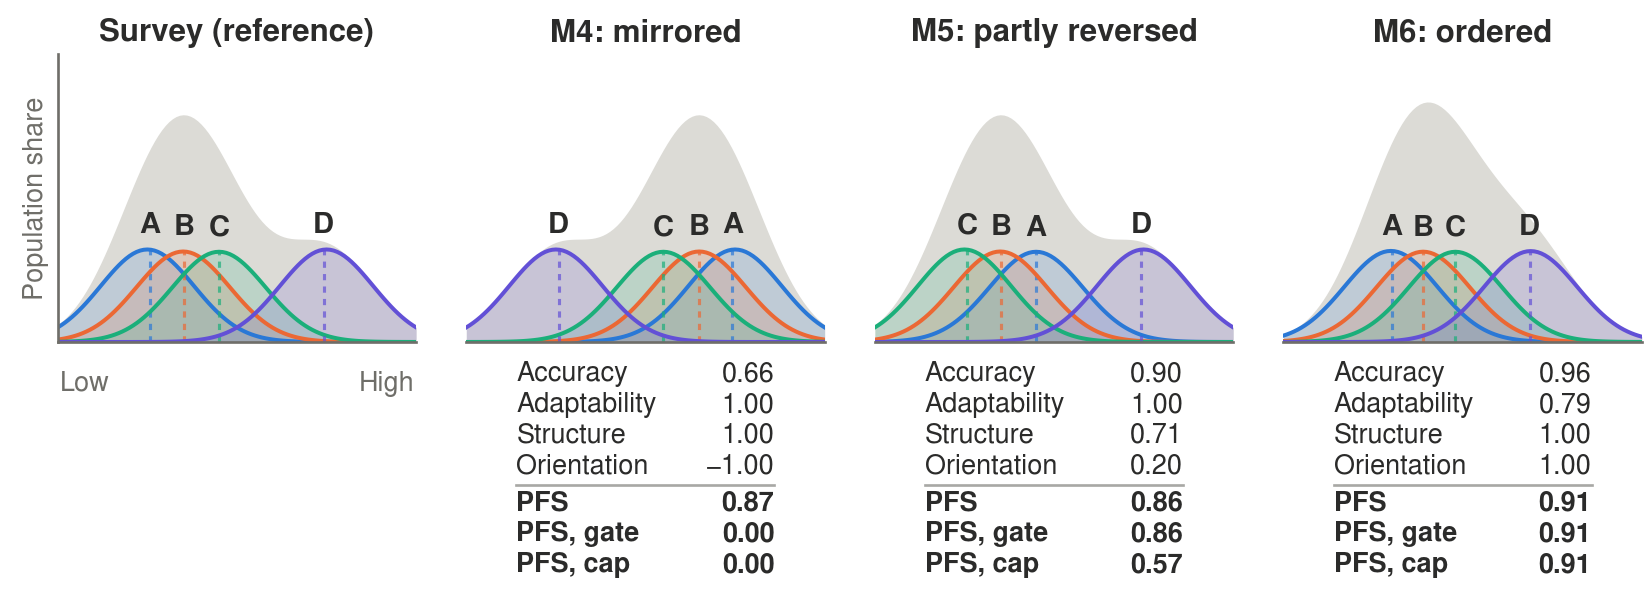 Survey (reference)
M4: mirrored
M5: partly reversed
M6: ordered
Population share
A B C D
D C B A
C B A D
A B C D
Low High
Accuracy 0.66
Adaptability 1.00
Structure 1.00
Orientation −1.00
PFS 0.87
PFS, gate 0.00
PFS, cap 0.00
Accuracy 0.90
Adaptability 1.00
Structure 0.71
Orientation 0.20
PFS 0.86
PFS, gate 0.86
PFS, cap 0.57
Accuracy 0.96
Adaptability 0.79
Structure 1.00
Orientation 1.00
PFS 0.91
PFS, gate 0.91
PFS, cap 0.91